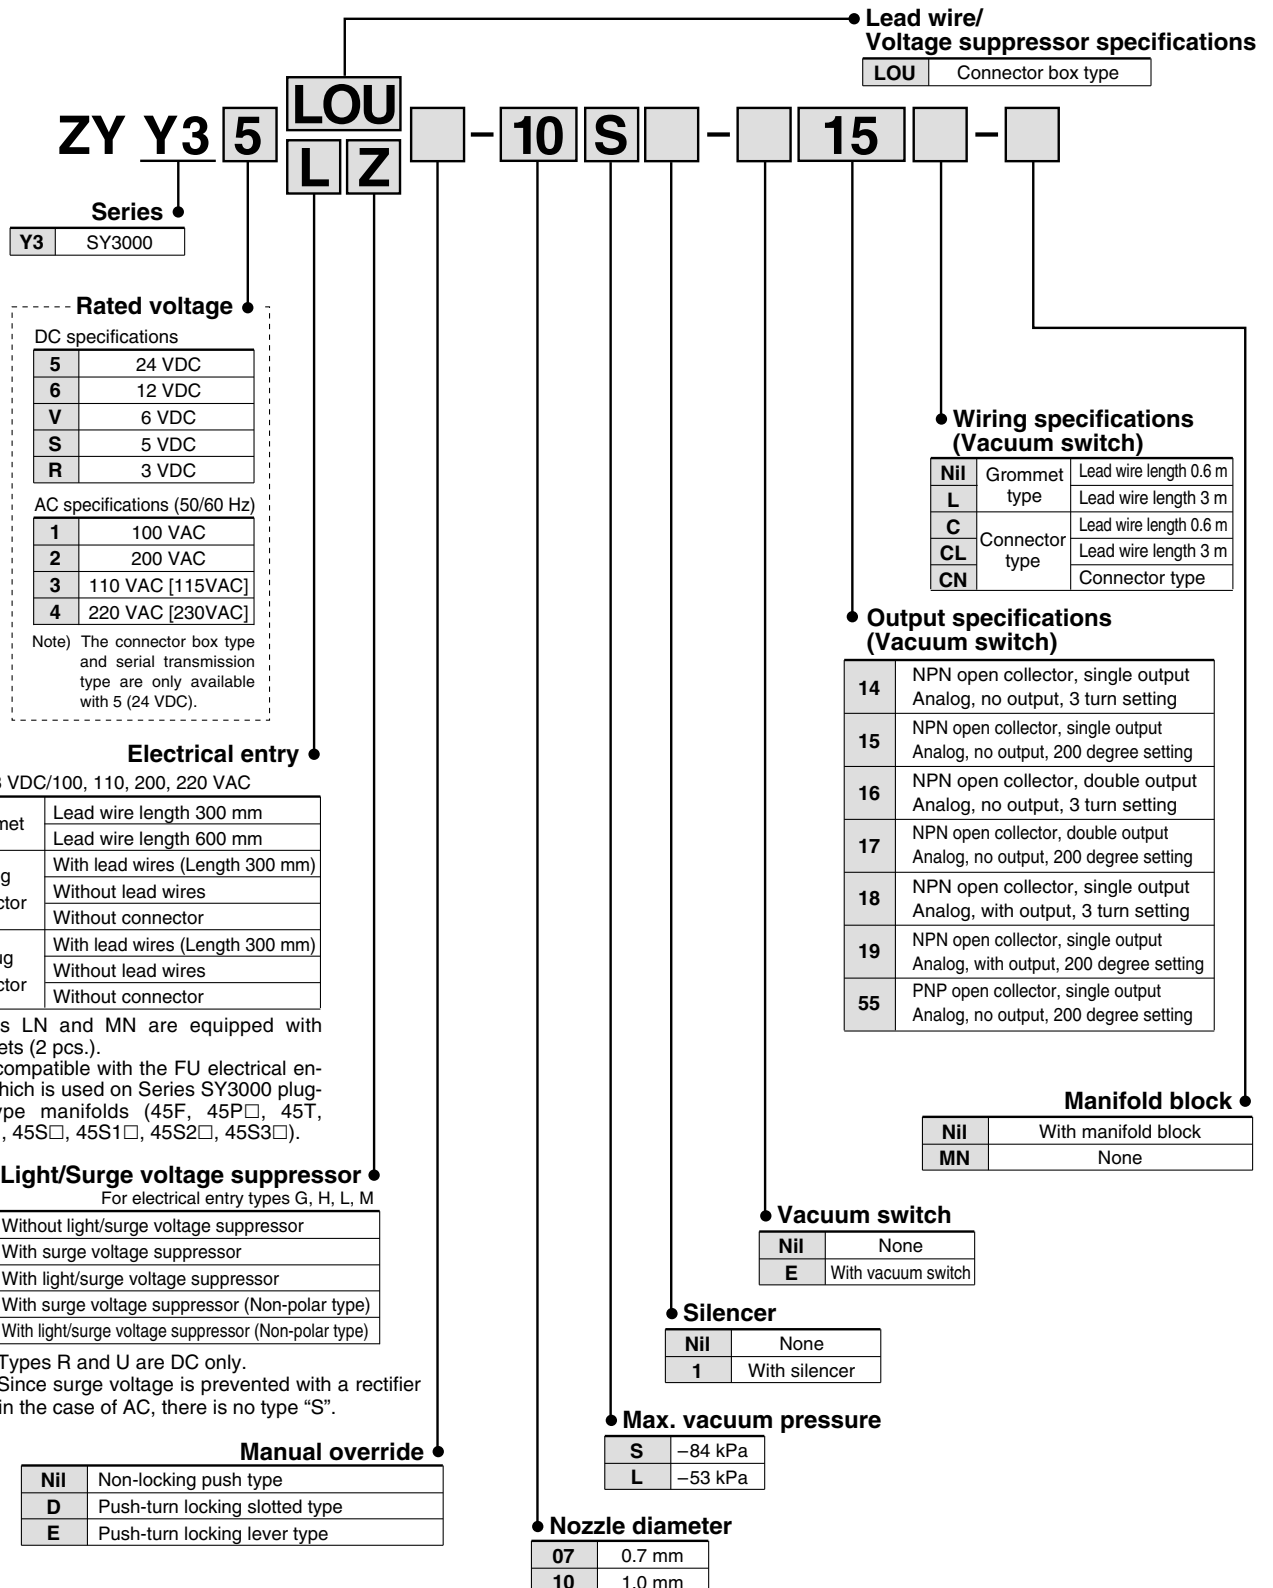 Lead wire/
Voltage suppressor specifications
LOU Connector box type
ZY Y3 5 LOU - 10 S - 15 -
L Z
Series
Y3 SY3000
Rated voltage
DC specifications
5 24 VDC
6 12 VDC
V 6 VDC
S 5 VDC
R 3 VDC
AC specifications (50/60 Hz)
1 100 VAC
2 200 VAC
3 110 VAC [115VAC]
4 220 VAC [230VAC]
Note) The connector box type
and serial transmission
type are only available
with 5 (24 VDC).
Wiring specifications
(Vacuum switch)
Nil Grommet type Lead wire length 0.6 m
L Lead wire length 3 m
C Connector type Lead wire length 0.6 m
CL Lead wire length 3 m
CN Connector type
Output specifications
(Vacuum switch)
14 NPN open collector, single output
Analog, no output, 3 turn setting
15 NPN open collector, single output
Analog, no output, 200 degree setting
16 NPN open collector, double output
Analog, no output, 3 turn setting
17 NPN open collector, double output
Analog, no output, 200 degree setting
18 NPN open collector, single output
Analog, with output, 3 turn setting
19 NPN open collector, single output
Analog, with output, 200 degree setting
55 PNP open collector, single output
Analog, no output, 200 degree setting
Electrical entry
VDC/100, 110, 200, 220 VAC
Lead wire length 300 mm
Lead wire length 600 mm
With lead wires (Length 300 mm)
Without lead wires
Without connector
With lead wires (Length 300 mm)
Without lead wires
Without connector
LN and MN are equipped with
(2 pcs.).
compatible with the FU electrical en-
which is used on Series SY3000 plug-
manifolds (45F, 45P□, 45T,
, 45S□, 45S1□, 45S2□, 45S3□).
Light/Surge voltage suppressor
For electrical entry types G, H, L, M
Without light/surge voltage suppressor
With surge voltage suppressor
With light/surge voltage suppressor
With surge voltage suppressor (Non-polar type)
With light/surge voltage suppressor (Non-polar type)
Types R and U are DC only.
Since surge voltage is prevented with a rectifier
in the case of AC, there is no type “S”.
Manual override
Nil Non-locking push type
D Push-turn locking slotted type
E Push-turn locking lever type
Manifold block
Nil With manifold block
MN None
Vacuum switch
Nil None
E With vacuum switch
Silencer
Nil None
1 With silencer
Max. vacuum pressure
S −84 kPa
L −53 kPa
Nozzle diameter
07 0.7 mm
10 1.0 mm